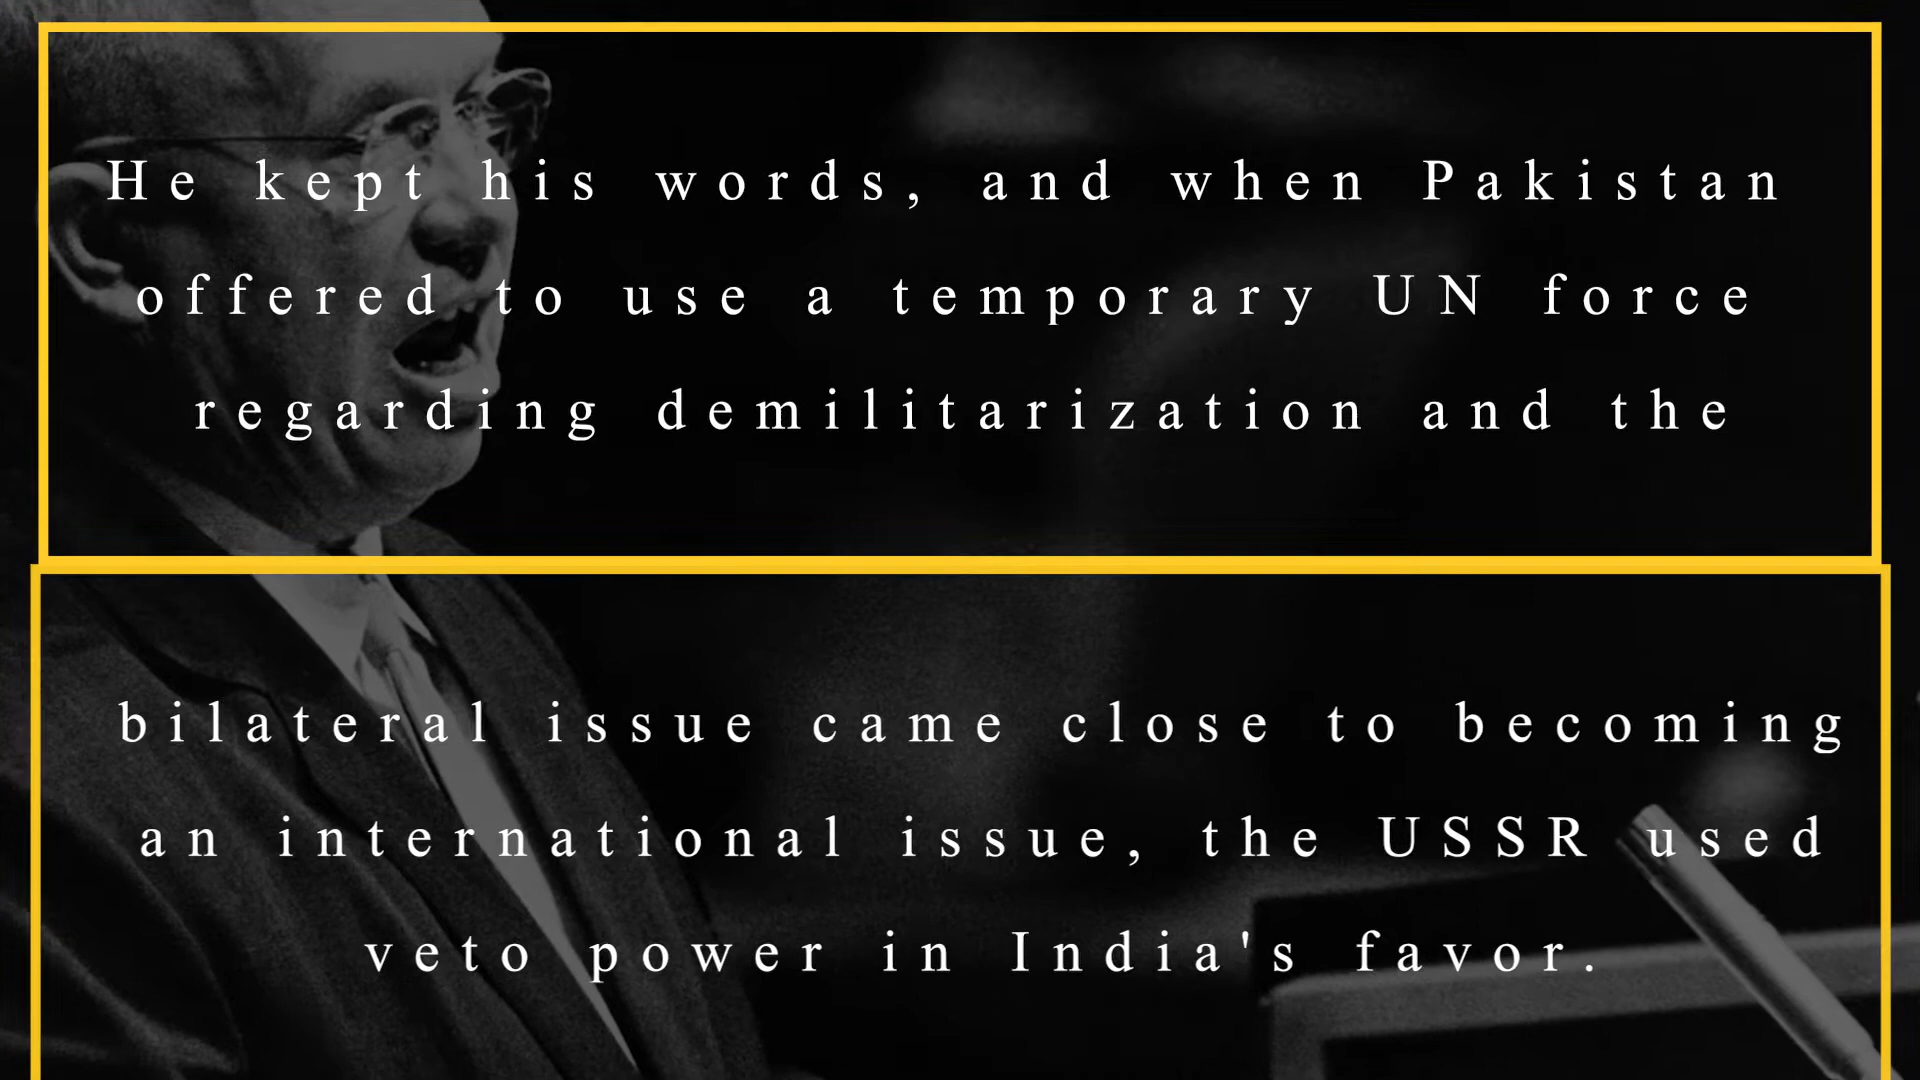 He kept his words, and when Pakistan
offered to use a temporary UN force
regarding demilitarization and the
bilateral issue came close to becoming
an international issue, the USSR used
veto power in India's favor.